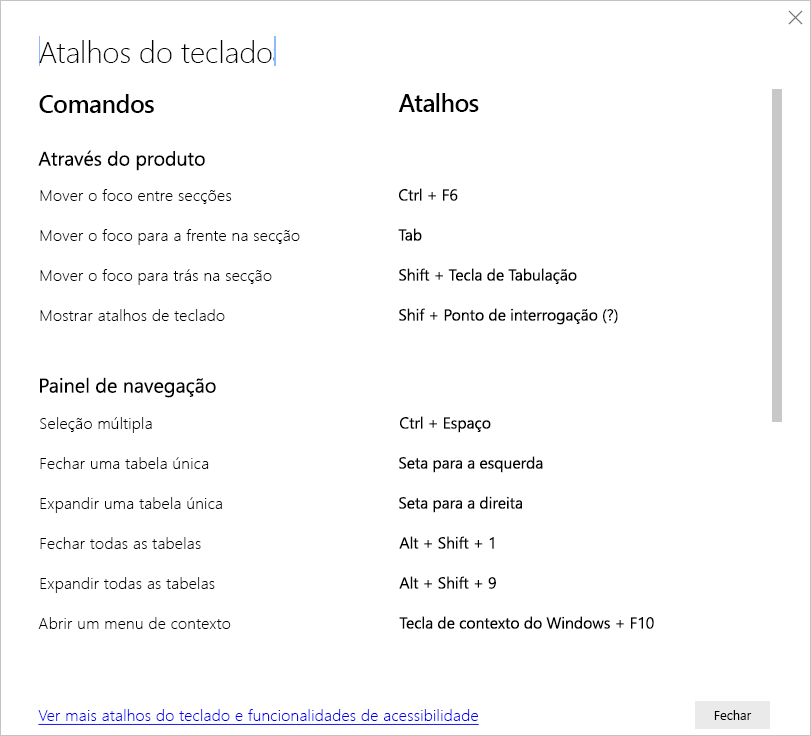 Atalhos do teclado
Comandos Atalhos
Através do produto
Mover o foco entre secções Ctrl + F6
Mover o foco para a frente na secção Tab
Mover o foco para trás na secção Shift + Tecla de Tabulação
Mostrar atalhos de teclado Shif + Ponto de interrogação (?)
Painel de navegação
Seleção múltipla Ctrl + Espaço
Fechar uma tabela única Seta para a esquerda
Expandir uma tabela única Seta para a direita
Fechar todas as tabelas Alt + Shift + 1
Expandir todas as tabelas Alt + Shift + 9
Abrir um menu de contexto Tecla de contexto do Windows + F10
Ver mais atalhos do teclado e funcionalidades de acessibilidade Fechar